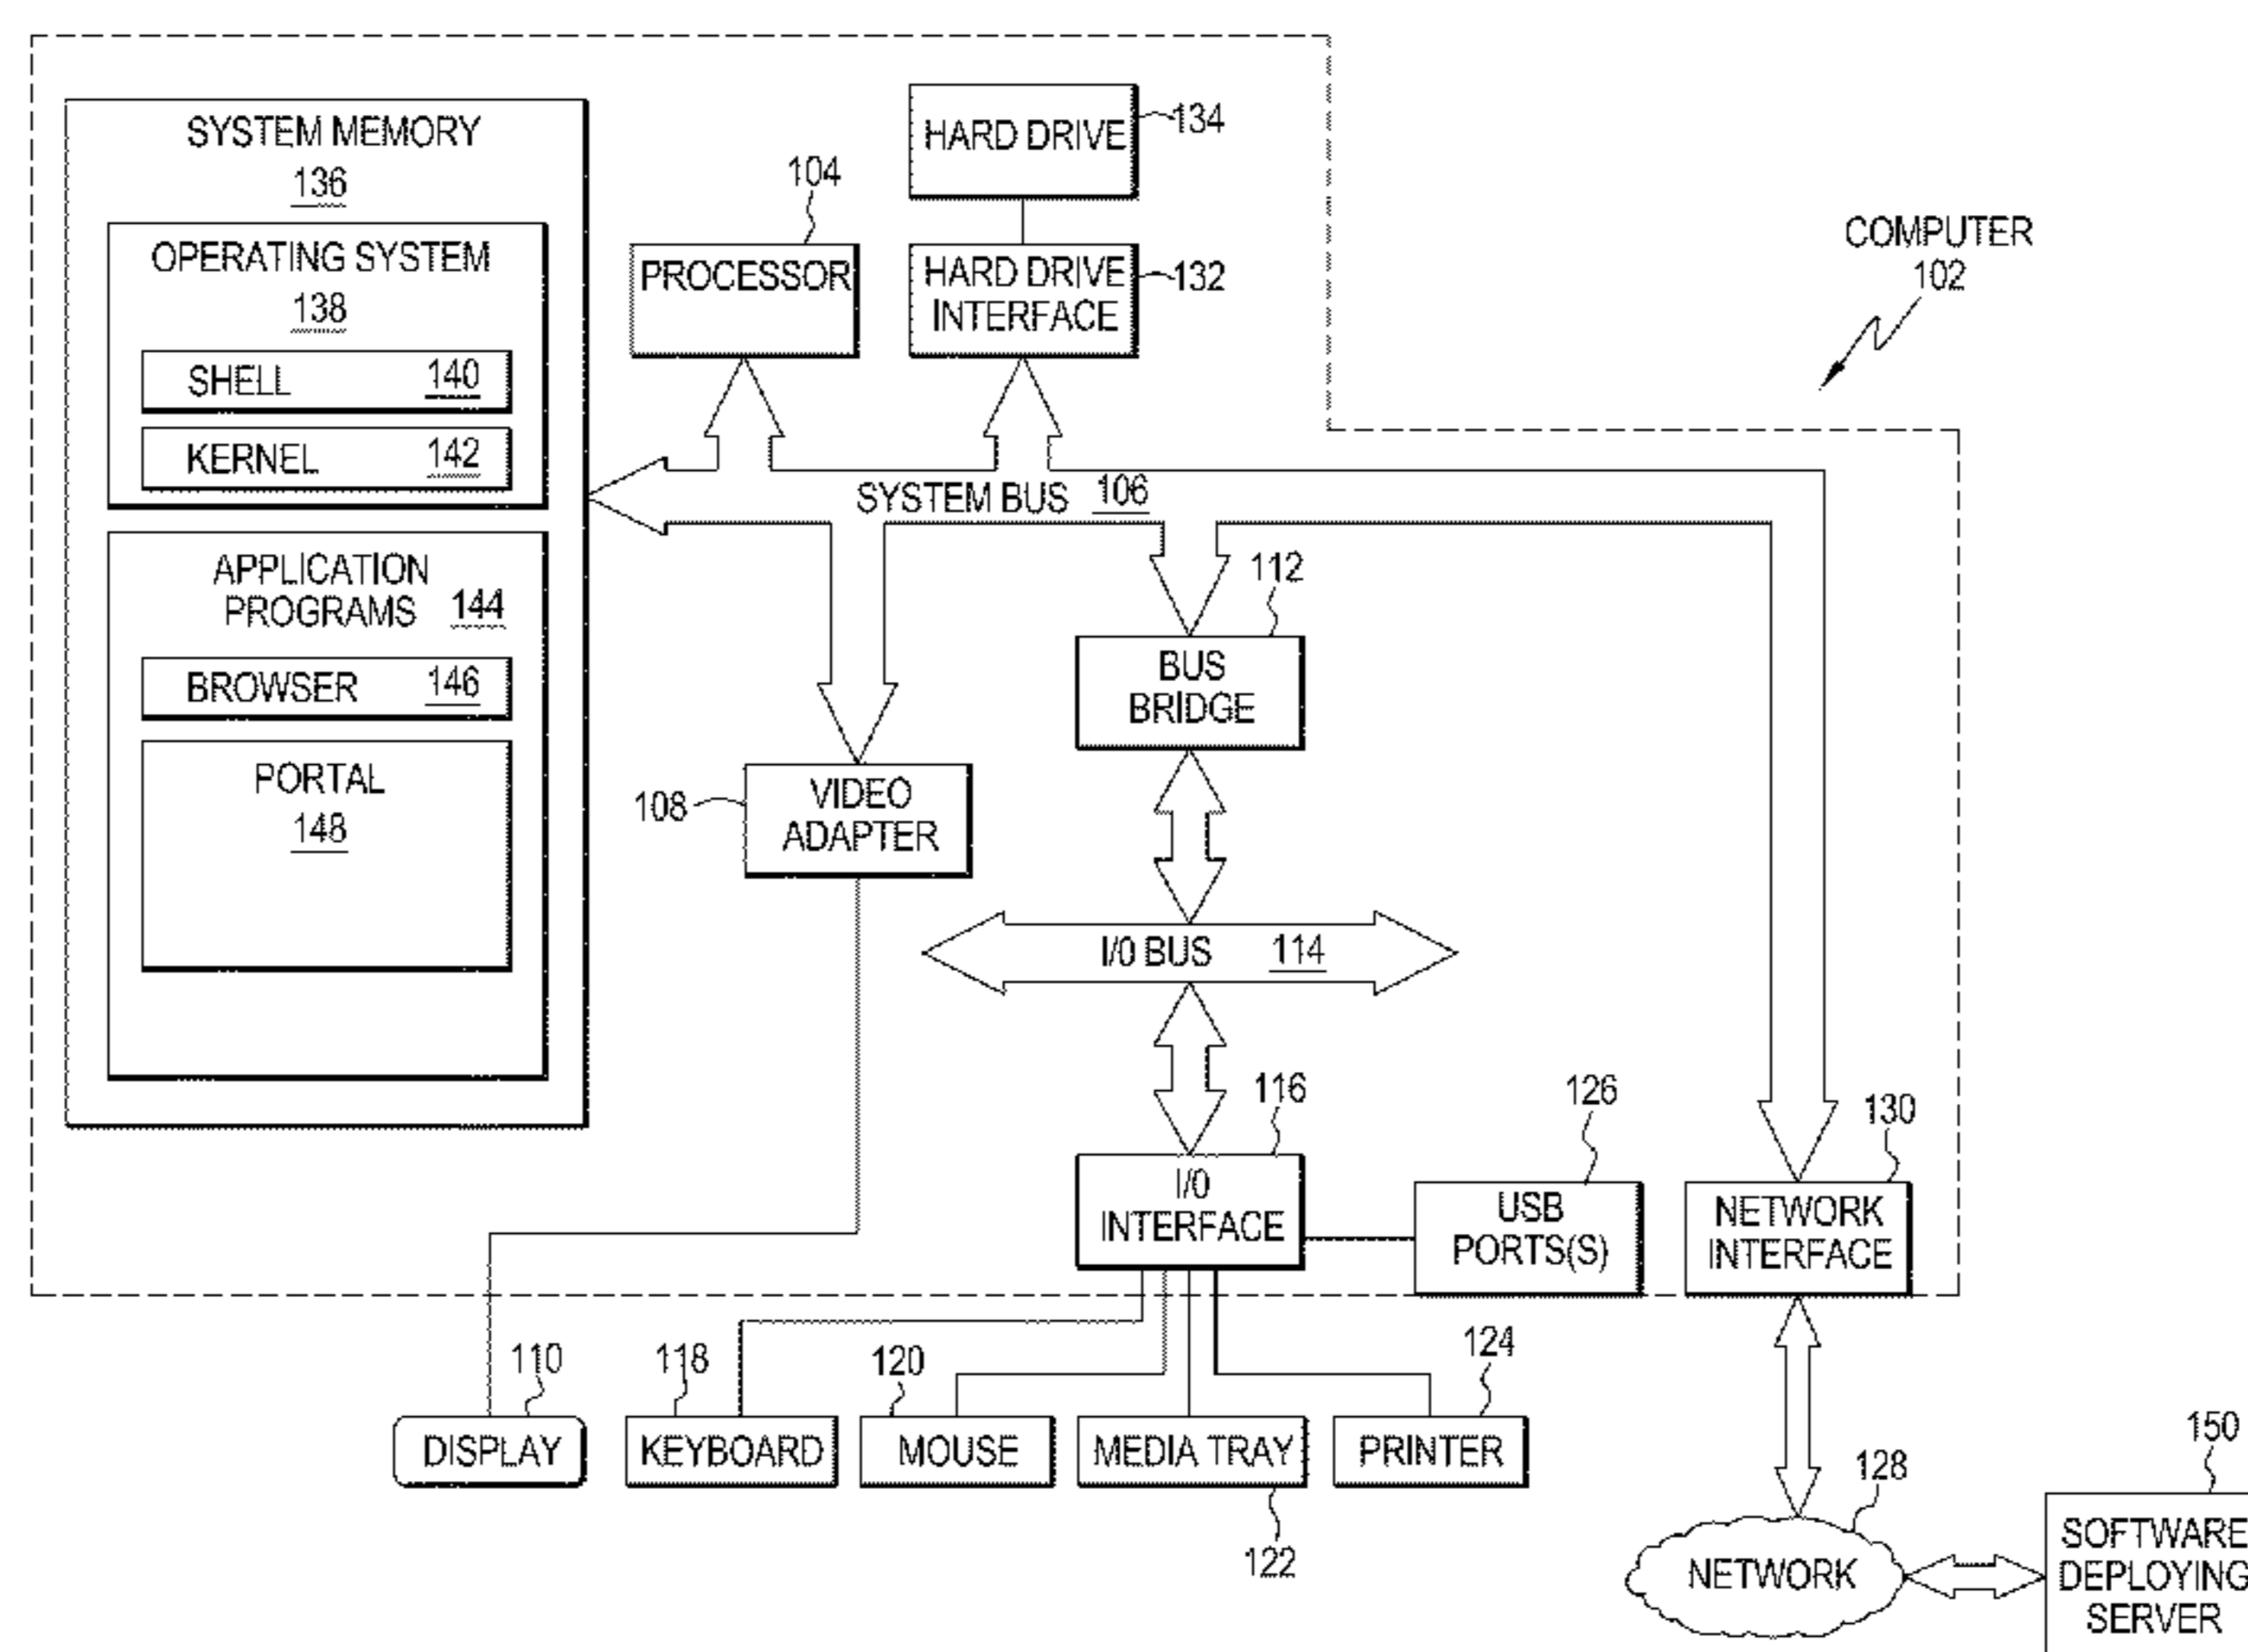 SYSTEM MEMORY
136
OPERATING SYSTEM
138
SHELL 140
KERNEL 142
APPLICATION
PROGRAMS 144
BROWSER 146
PORTAL
148
104
PROCESSOR
HARD DRIVE
134
HARD DRIVE
INTERFACE
132
COMPUTER
102
SYSTEM BUS 106
112
BUS
BRIDGE
108
VIDEO
ADAPTER
I/0 BUS 114
116
I/0
INTERFACE
126
USB
PORTS(S)
130
NETWORK
INTERFACE
110
DISPLAY
118
KEYBOARD
120
MOUSE
MEDIA TRAY
122
124
PRINTER
128
NETWORK
150
SOFTWARE
DEPLOYING
SERVER